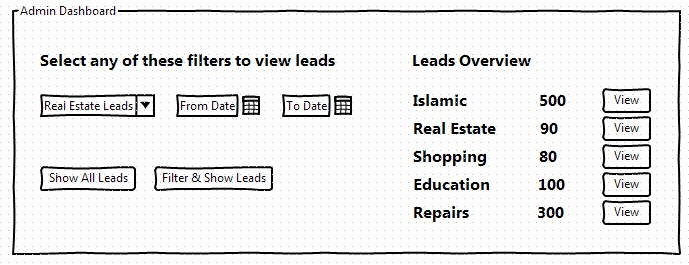 Admin Dashboard
Select any of these filters to view leads
Real Estate Leads
From Date
To Date
Show All Leads
Filter & Show Leads
Leads Overview
Islamic 500 View
Real Estate 90 View
Shopping 80 View
Education 100 View
Repairs 300 View